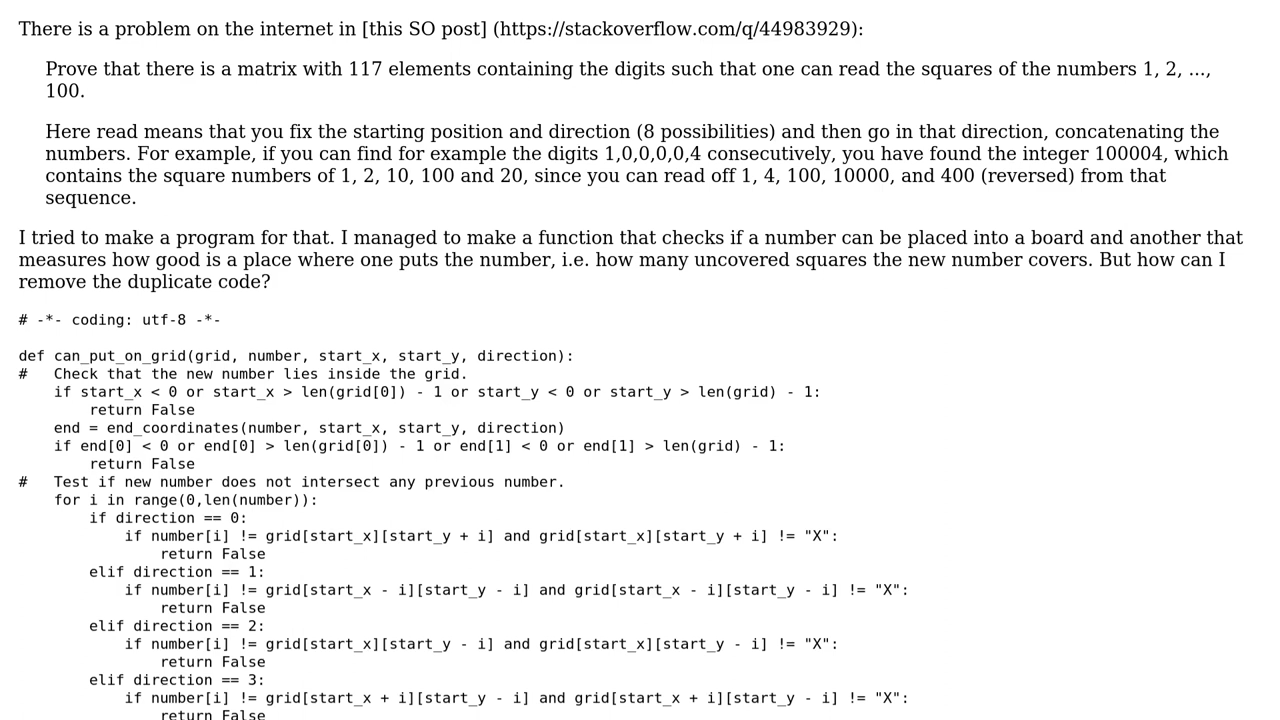 There is a problem on the internet in [this SO post] (https://stackoverflow.com/q/44983929):
Prove that there is a matrix with 117 elements containing the digits such that one can read the squares of the numbers 1, 2, ...,
100.
Here read means that you fix the starting position and direction (8 possibilities) and then go in that direction, concatenating the
numbers. For example, if you can find for example the digits 1,0,0,0,0,4 consecutively, you have found the integer 100004, which
contains the square numbers of 1, 2, 10, 100 and 20, since you can read off 1, 4, 100, 10000, and 400 (reversed) from that
sequence.
I tried to make a program for that. I managed to make a function that checks if a number can be placed into a board and another that
measures how good is a place where one puts the number, i.e. how many uncovered squares the new number covers. But how can I
remove the duplicate code?
# -*- coding: utf-8 -*-
def can_put_on_grid(grid, number, start_x, start_y, direction):
#   Check that the new number lies inside the grid.
    if start_x < 0 or start_x > len(grid[0]) - 1 or start_y < 0 or start_y > len(grid) - 1:
        return False
    end = end_coordinates(number, start_x, start_y, direction)
    if end[0] < 0 or end[0] > len(grid[0]) - 1 or end[1] < 0 or end[1] > len(grid) - 1:
        return False
#   Test if new number does not intersect any previous number.
    for i in range(0,len(number)):
        if direction == 0:
            if number[i] != grid[start_x][start_y + i] and grid[start_x][start_y + i] != "X":
                return False
        elif direction == 1:
            if number[i] != grid[start_x - i][start_y - i] and grid[start_x - i][start_y - i] != "X":
                return False
        elif direction == 2:
            if number[i] != grid[start_x][start_y - i] and grid[start_x][start_y - i] != "X":
                return False
        elif direction == 3:
            if number[i] != grid[start_x + i][start_y - i] and grid[start_x + i][start_y - i] != "X":
                return False